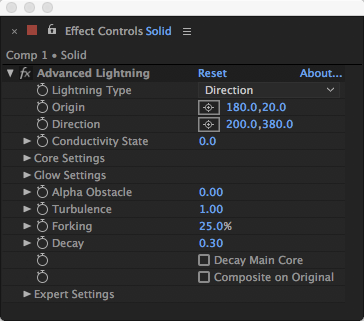 × Effect Controls Solid
Comp 1 • Solid
fx Advanced Lightning Reset About...
Lightning Type Direction
Origin 180.0,20.0
Direction 200.0,380.0
Conductivity State 0.0
Core Settings
Glow Settings
Alpha Obstacle 0.00
Turbulence 1.00
Forking 25.0%
Decay 0.30
Decay Main Core
Composite on Original
Expert Settings